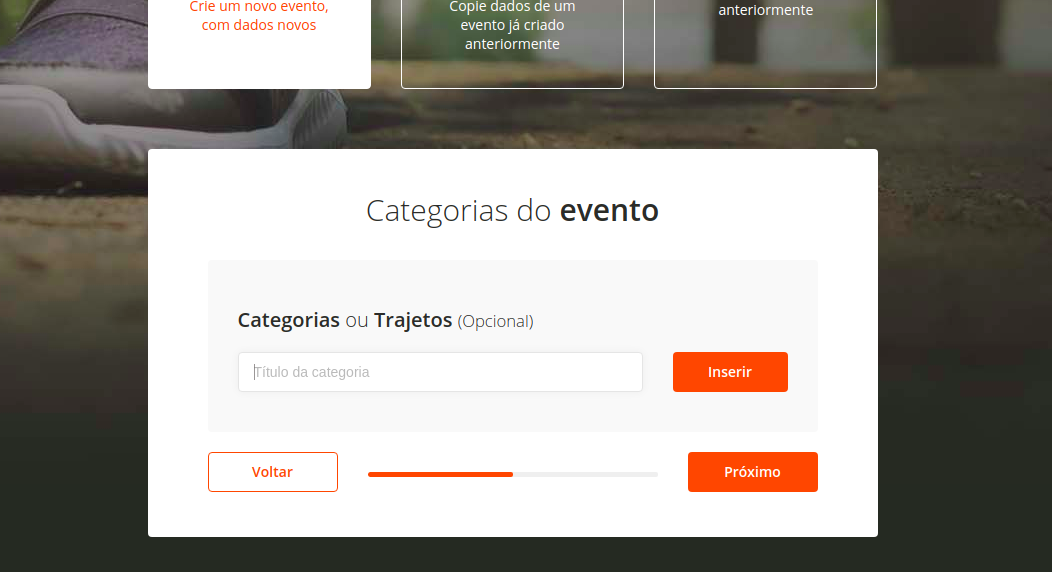 Crie um novo evento,
com dados novos
Copie dados de um
evento já criado
anteriormente
anteriormente
Categorias do evento
Categorias ou Trajetos (Opcional)
Título da categoria
Inserir
Voltar
Próximo